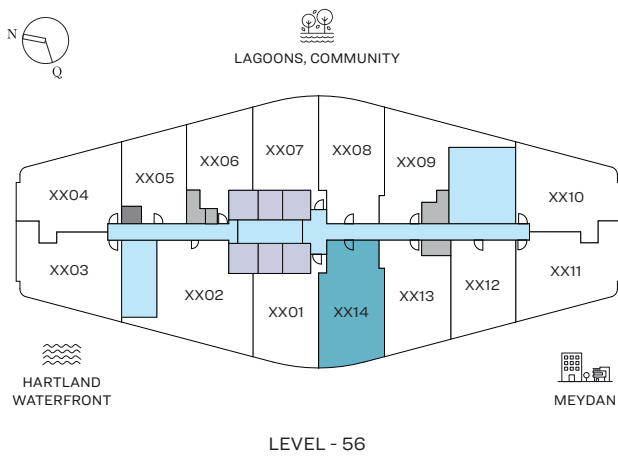 N
Q
LAGOONS, COMMUNITY
XX07
XX08
XX06
XX09
XX05
XX04
XX10
XX03
XX02
XX01
XX14
XX13
XX12
XX11
HARTLAND
WATERFRONT
MEYDAN
LEVEL - 56